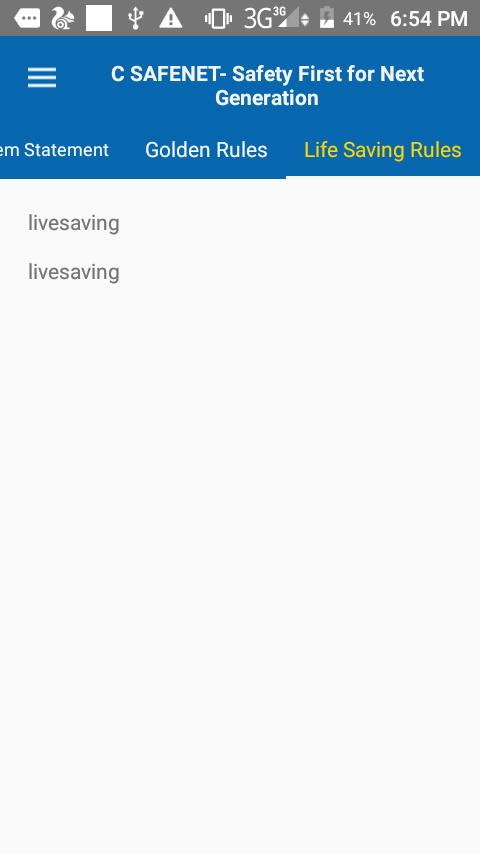 3G 3G 41% 6:54 PM
C SAFENET- Safety First for Next
Generation
em Statement Golden Rules Life Saving Rules
livesaving
livesaving